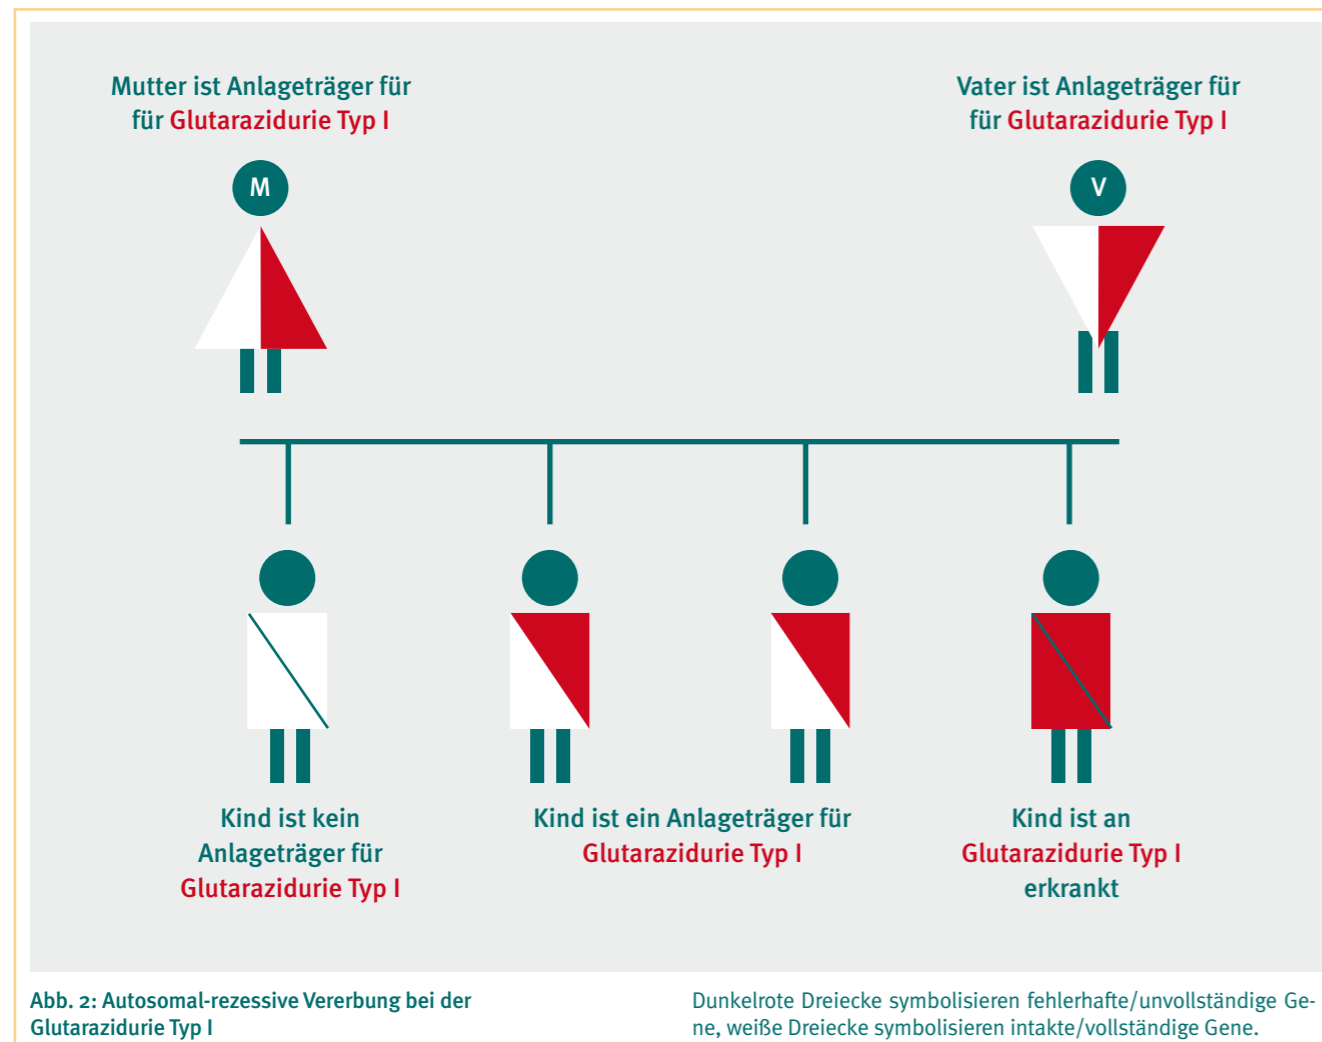 Mutter ist Anlageträger für
für Glutarazidurie Typ I
Vater ist Anlageträger für
für Glutarazidurie Typ I
M
V
Kind ist kein
Anlageträger für
Glutarazidurie Typ I
Kind ist ein Anlageträger für
Glutarazidurie Typ I
Kind ist an
Glutarazidurie Typ I
erkrankt
Abb. 2: Autosomal-rezessive Vererbung bei der
Glutarazidurie Typ I
Dunkelrote Dreiecke symbolisieren fehlerhafte/unvollständige Ge-
ne, weiße Dreiecke symbolisieren intakte/vollständige Gene.